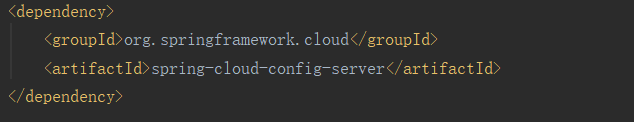 <dependency>
<groupId>org.springframework.cloud</groupId>
<artifactId>spring-cloud-config-server</artifactId>
</dependency>